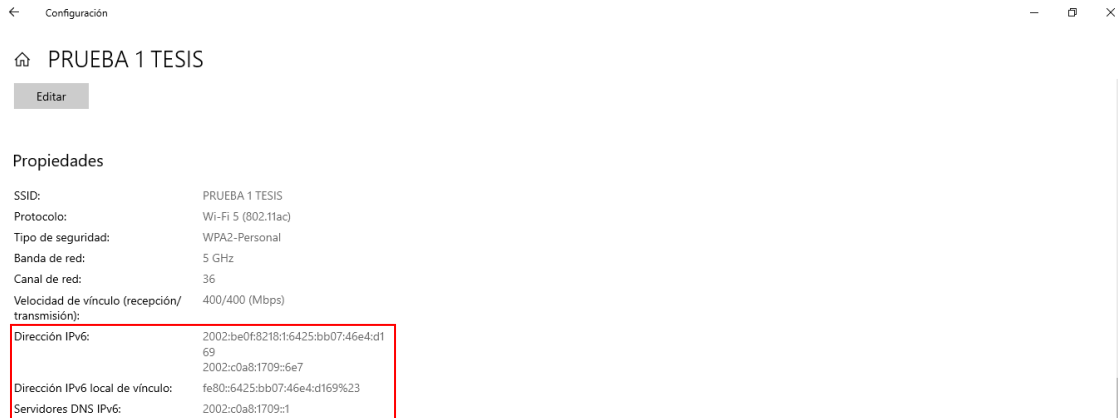 Configuración
PRUEBA 1 TESIS
Editar
Propiedades
SSID: PRUEBA 1 TESIS
Protocolo: Wi-Fi 5 (802.11ac)
Tipo de seguridad: WPA2-Personal
Banda de red: 5 GHz
Canal de red: 36
Velocidad de vínculo (recepción/ 400/400 (Mbps)
transmisión):
Dirección IPv6: 2002:be0f:8218:1:6425:bb07:46e4:d1
69
2002:c0a8:1709::6e7
Dirección IPv6 local de vínculo: fe80::6425:bb07:46e4:d169%23
Servidores DNS IPv6: 2002:c0a8:1709::1